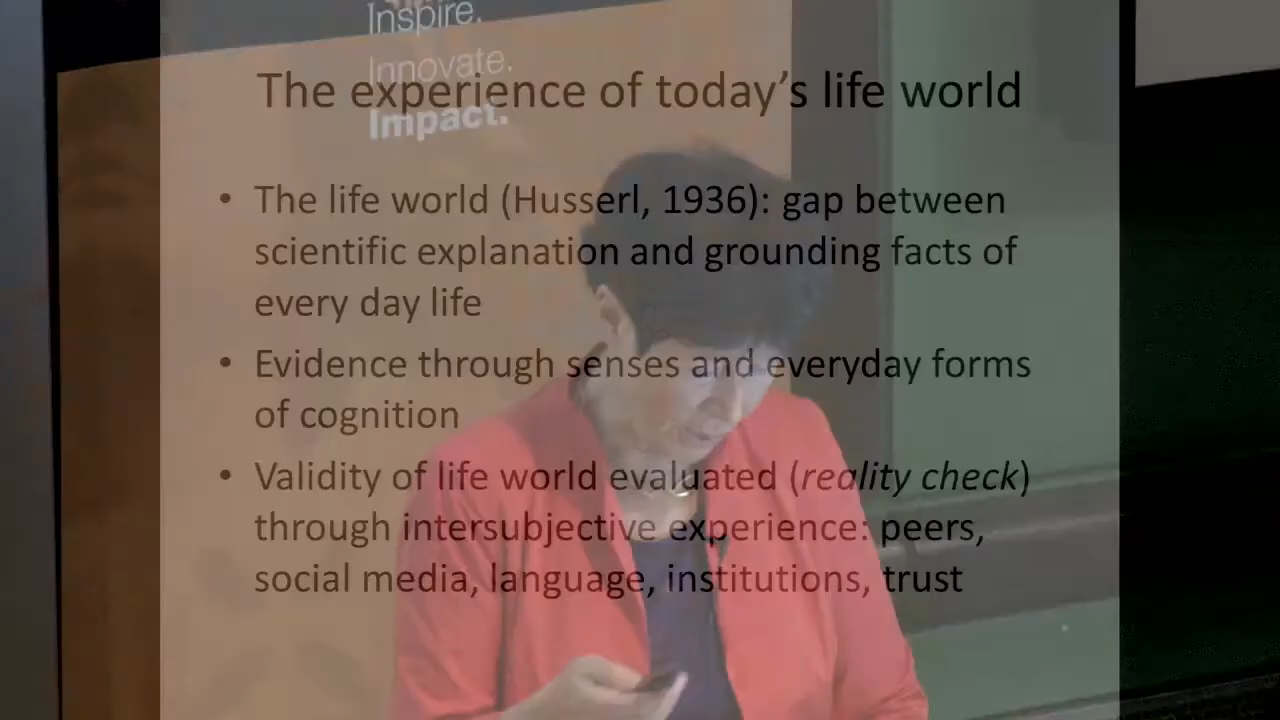 Inspire.
Innovate.
Impact.
The experience of today's life world
• The life world (Husserl, 1936): gap between
scientific explanation and grounding facts of
every day life
• Evidence through senses and everyday forms
of cognition
• Validity of life world evaluated (reality check)
through intersubjective experience: peers,
social media, language, institutions, trust